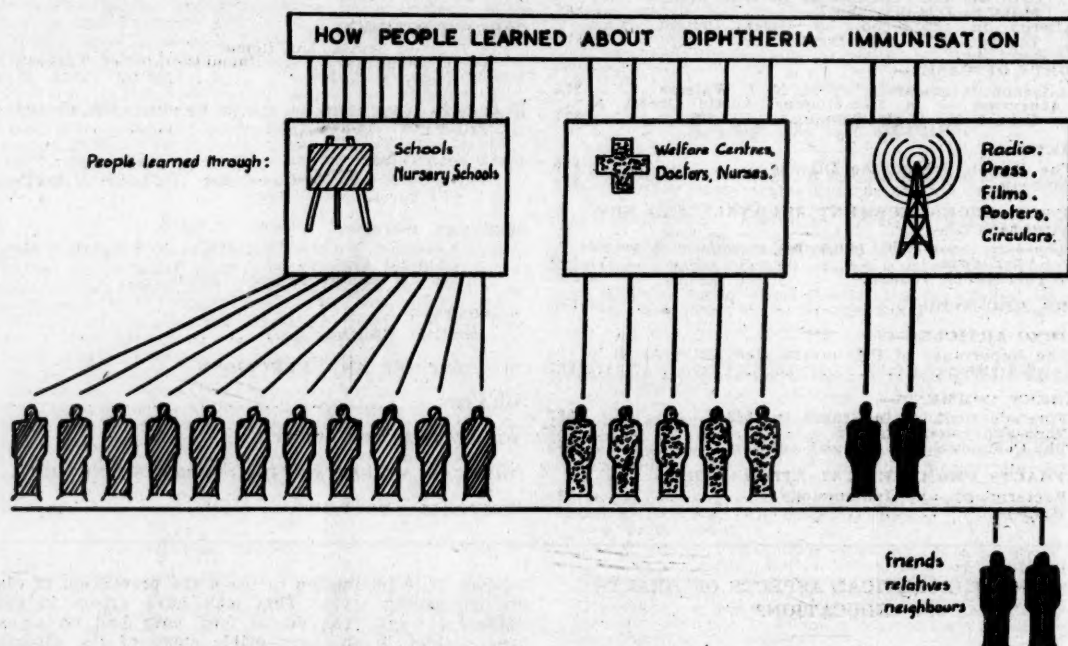 HOW PEOPLE LEARNED ABOUT DIPHTHERIA IMMUNISATION
People learned through:
Schools
Nursery Schools
Welfare Centres,
Doctors, Nurses.
Radio.
Press.
Films.
Posters.
Circulars.
friends
relatives
neighbours